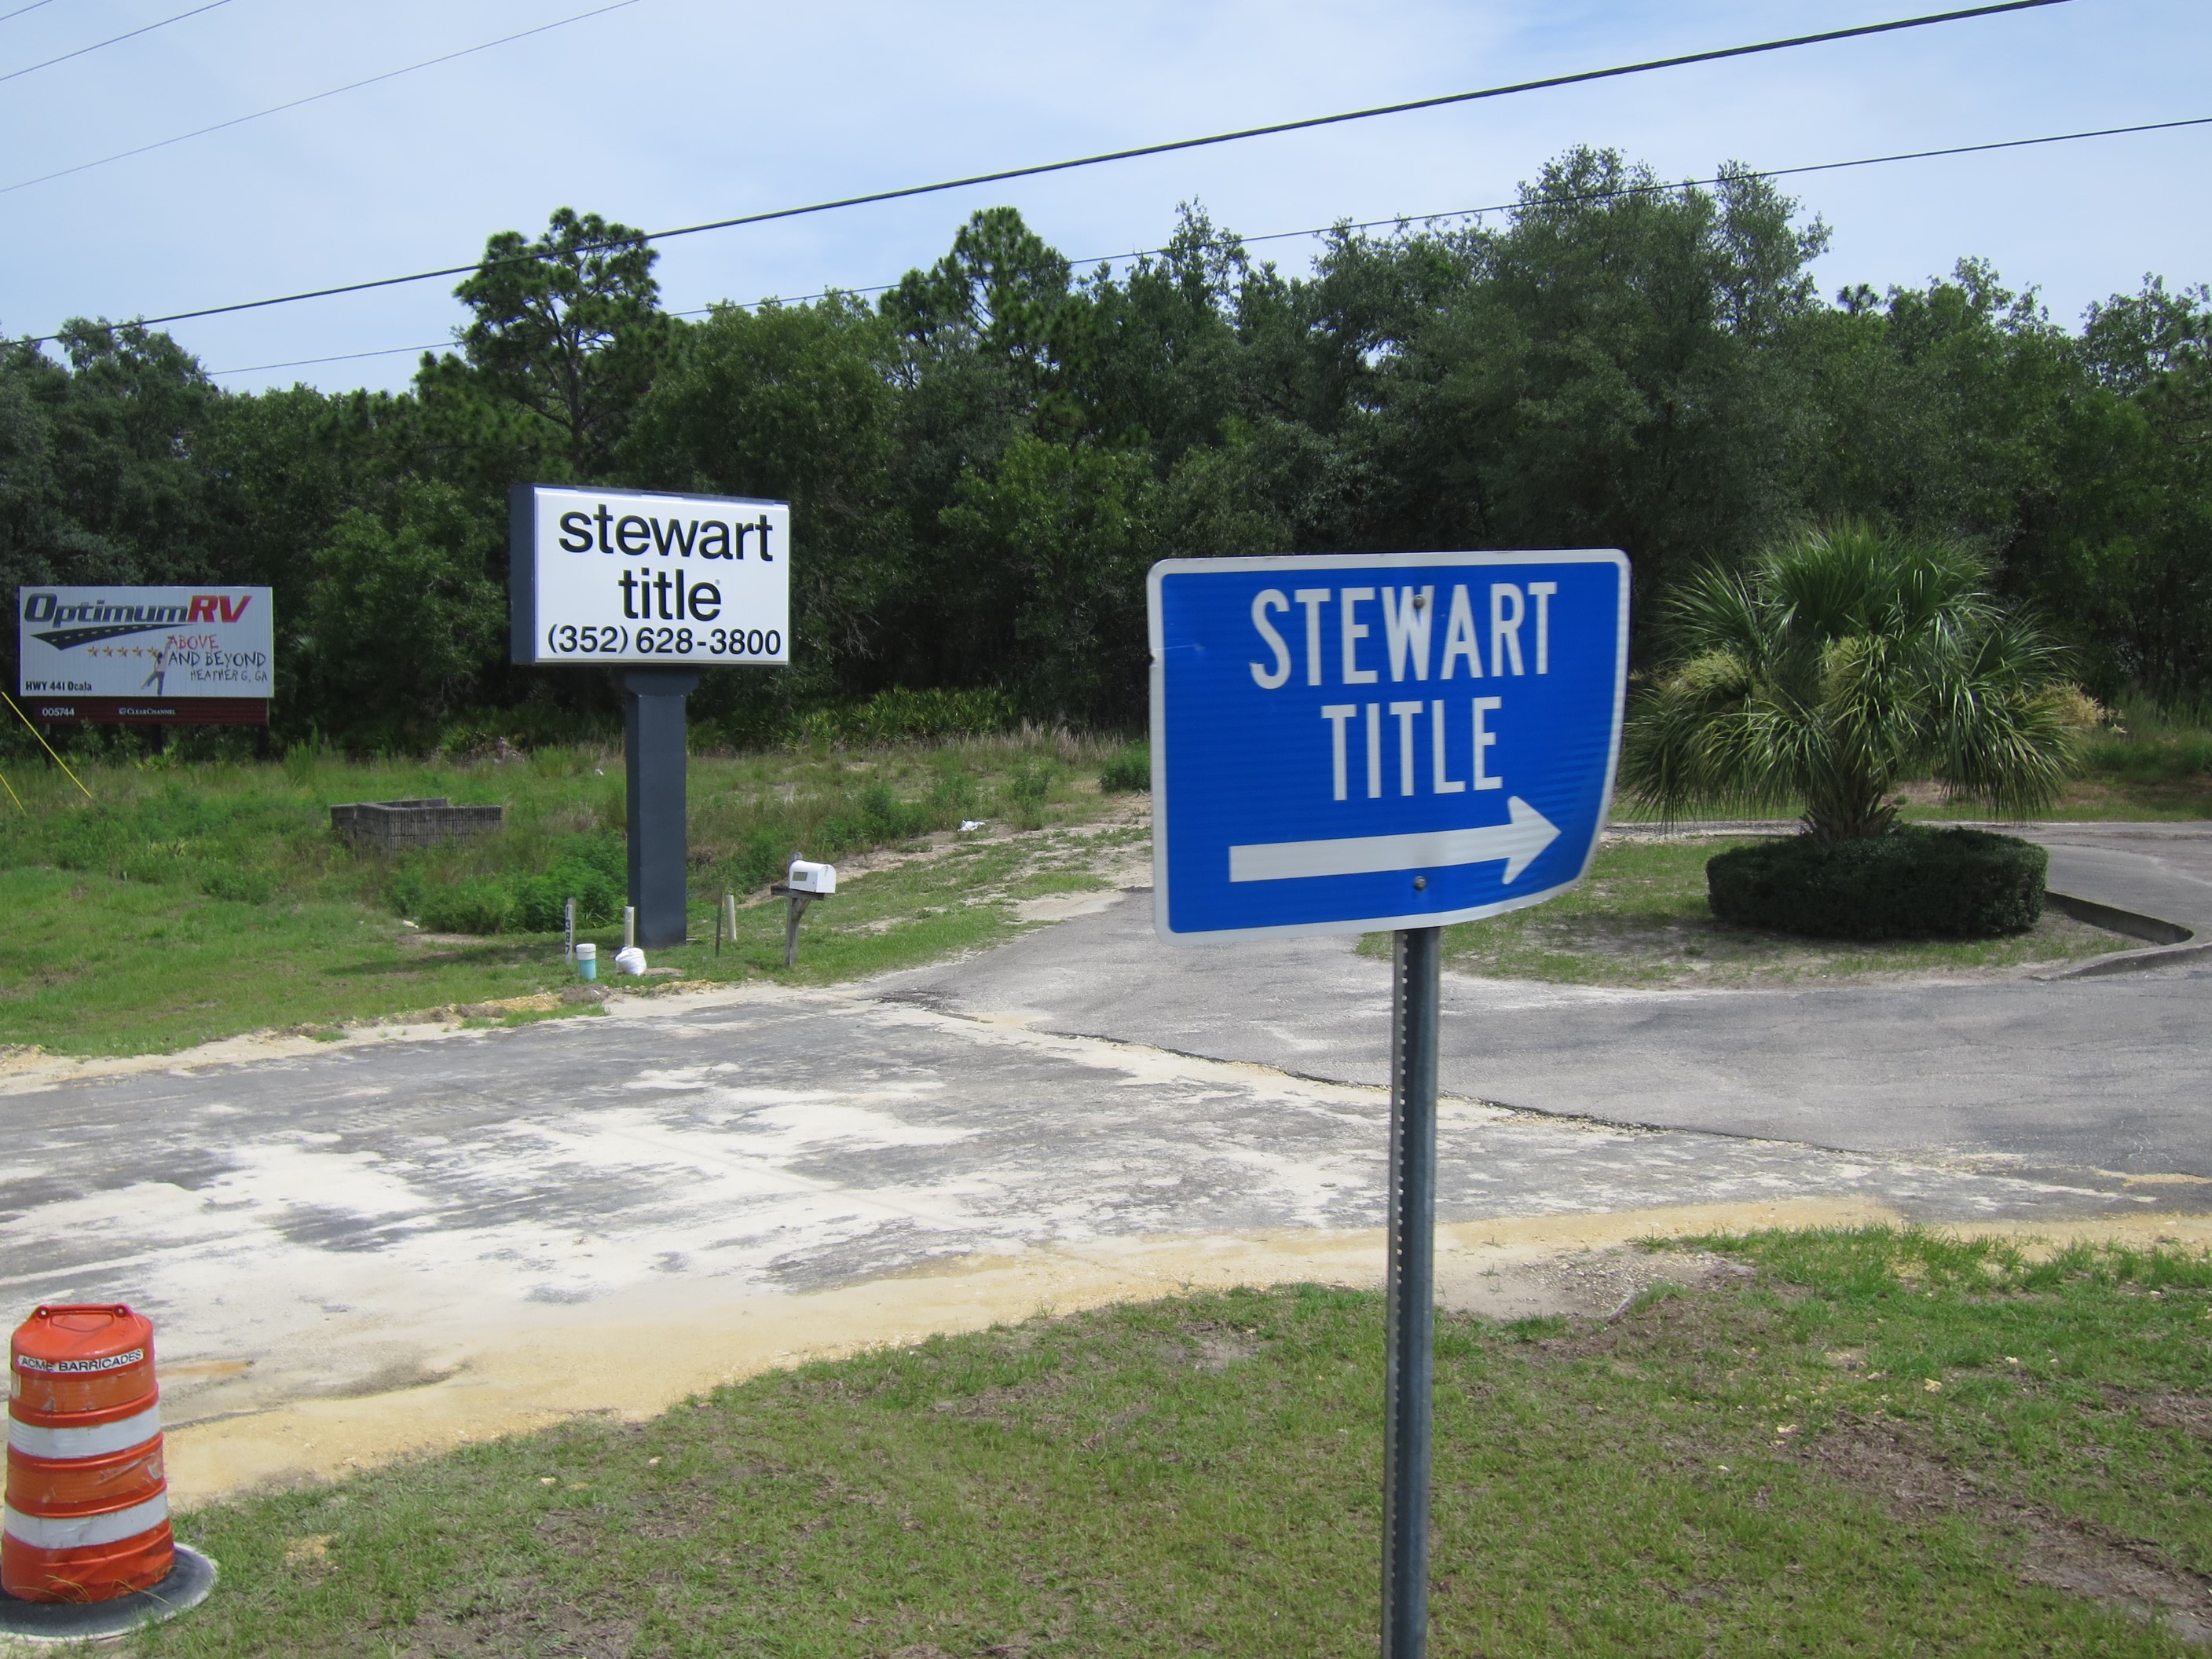 OptimumRV
ABOVE
AND BEYOND
HEATHER G, GA
HWY 441 Ocala
005744
CLEARCHANNEL
stewart
title
(352) 628-3800
STEWART
TITLE
ACME BARRICADES